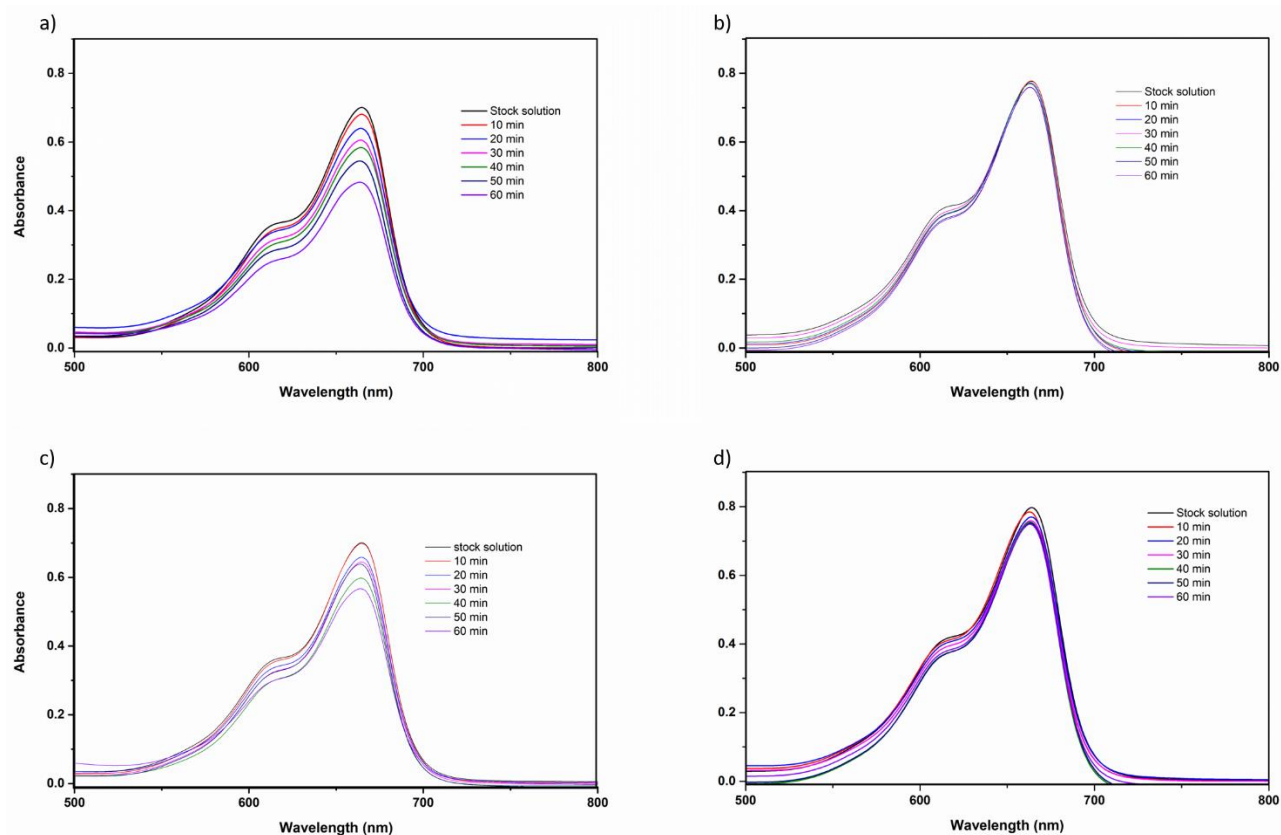 a)
0.8
0.6
0.4
0.2
0.0
Absorbance
500
600
700
800
Wavelength (nm)
Stock solution
10 min
20 min
30 min
40 min
50 min
60 min
b)
0.8
0.6
0.4
0.2
0.0
500
600
700
800
Wavelength (nm)
Stock solution
10 min
20 min
30 min
40 min
50 min
60 min
c)
0.8
0.6
0.4
0.2
0.0
Absorbance
500
600
700
800
Wavelength (nm)
stock solution
10 min
20 min
30 min
40 min
50 min
60 min
d)
0.8
0.6
0.4
0.2
0.0
500
600
700
800
Wavelength (nm)
Stock solution
10 min
20 min
30 min
40 min
50 min
60 min